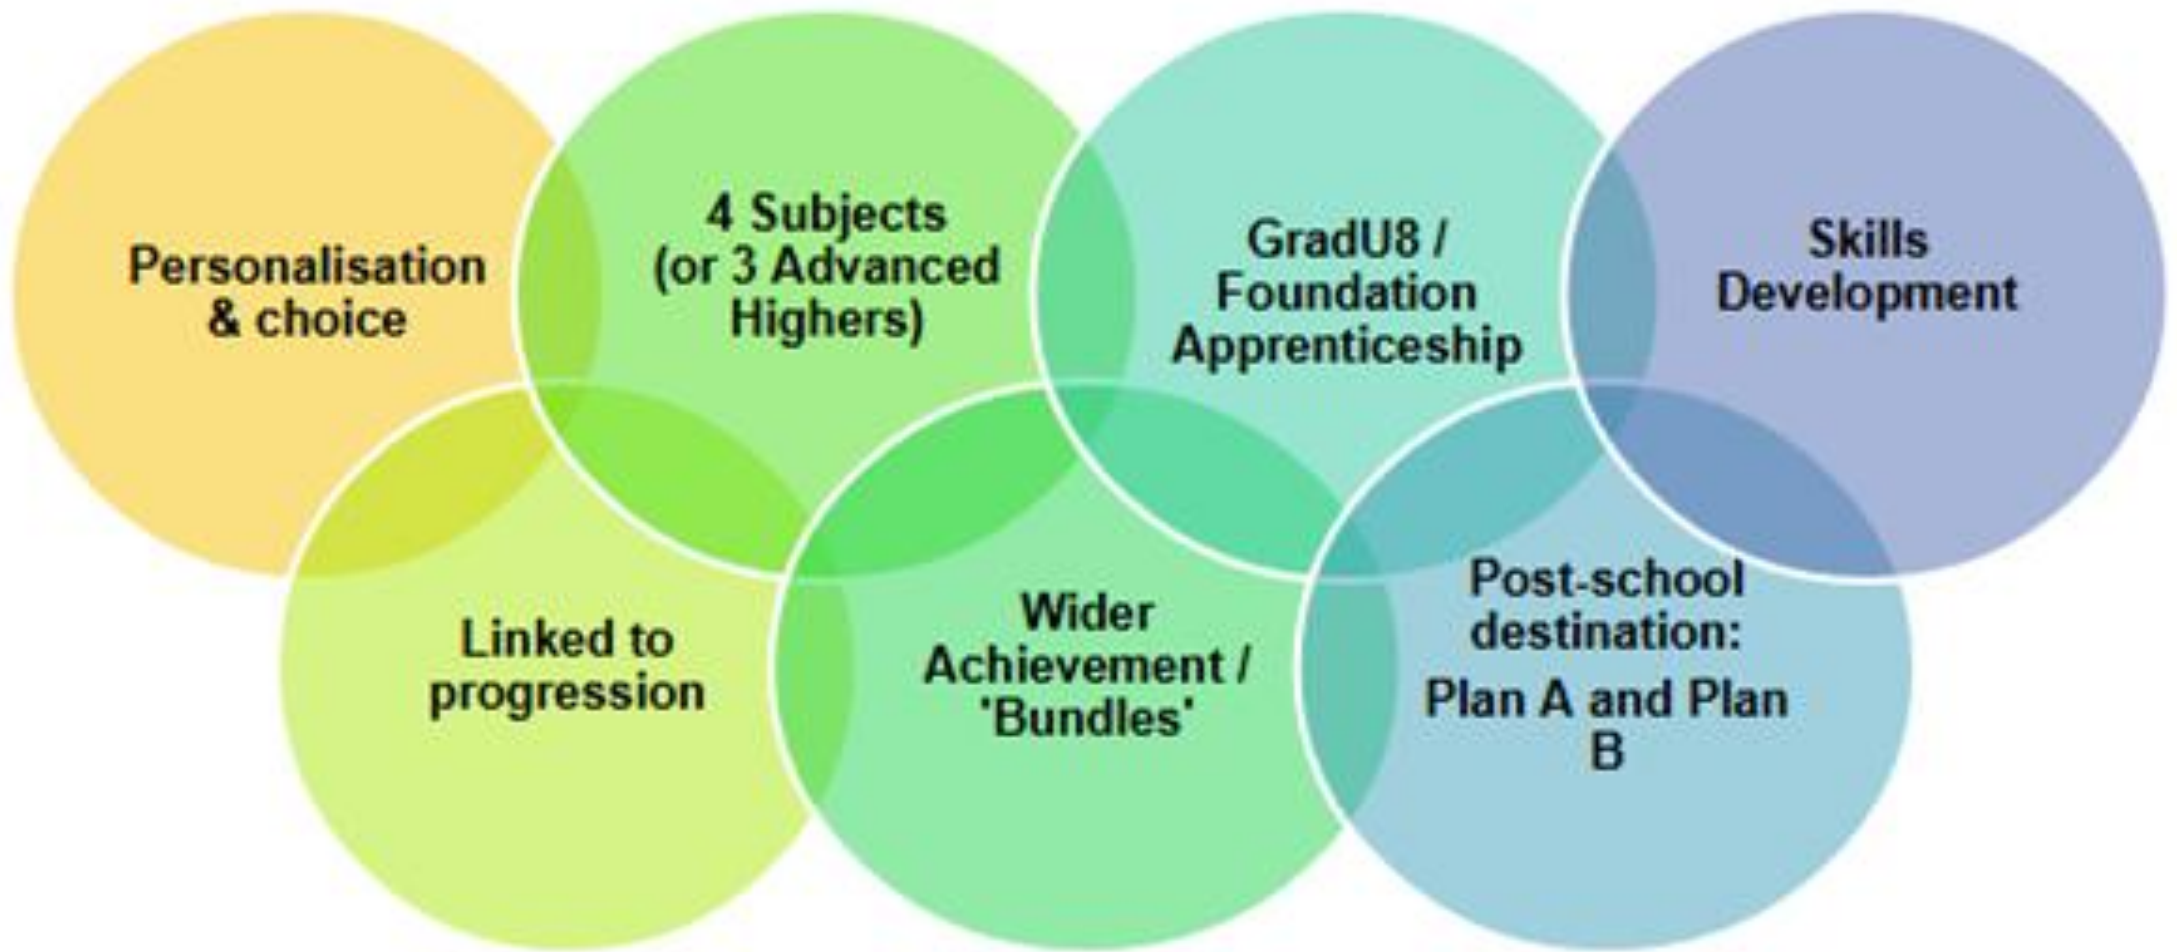 Personalisation
& choice
4 Subjects
(or 3 Advanced
Highers)
GradU8 /
Foundation
Apprenticeship
Skills
Development
Linked to
progression
Wider
Achievement /
'Bundles'
Post-school
destination:
Plan A and Plan
B